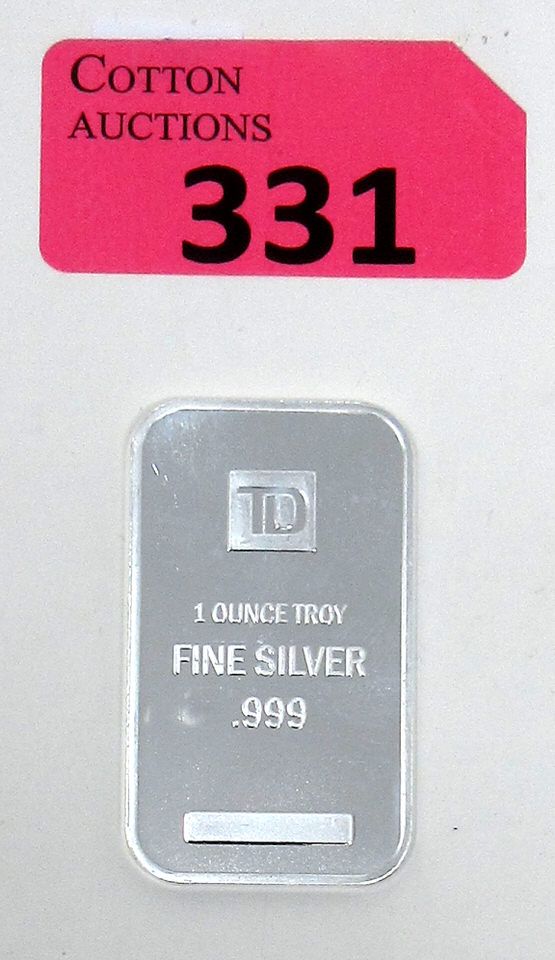 COTTON
AUCTIONS
331
TD
1 OUNCE TROY
FINE SILVER
.999